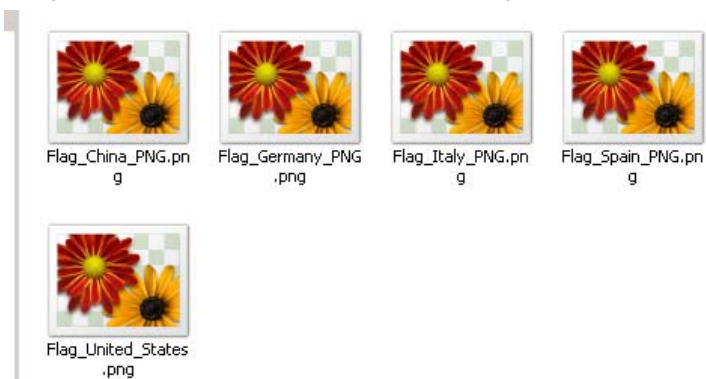 Flag_China_PNG.pn
g
Flag_Germany_PNG
.png
Flag_Italy_PNG.pn
g
Flag_Spain_PNG.pn
g
Flag_United_States
.png